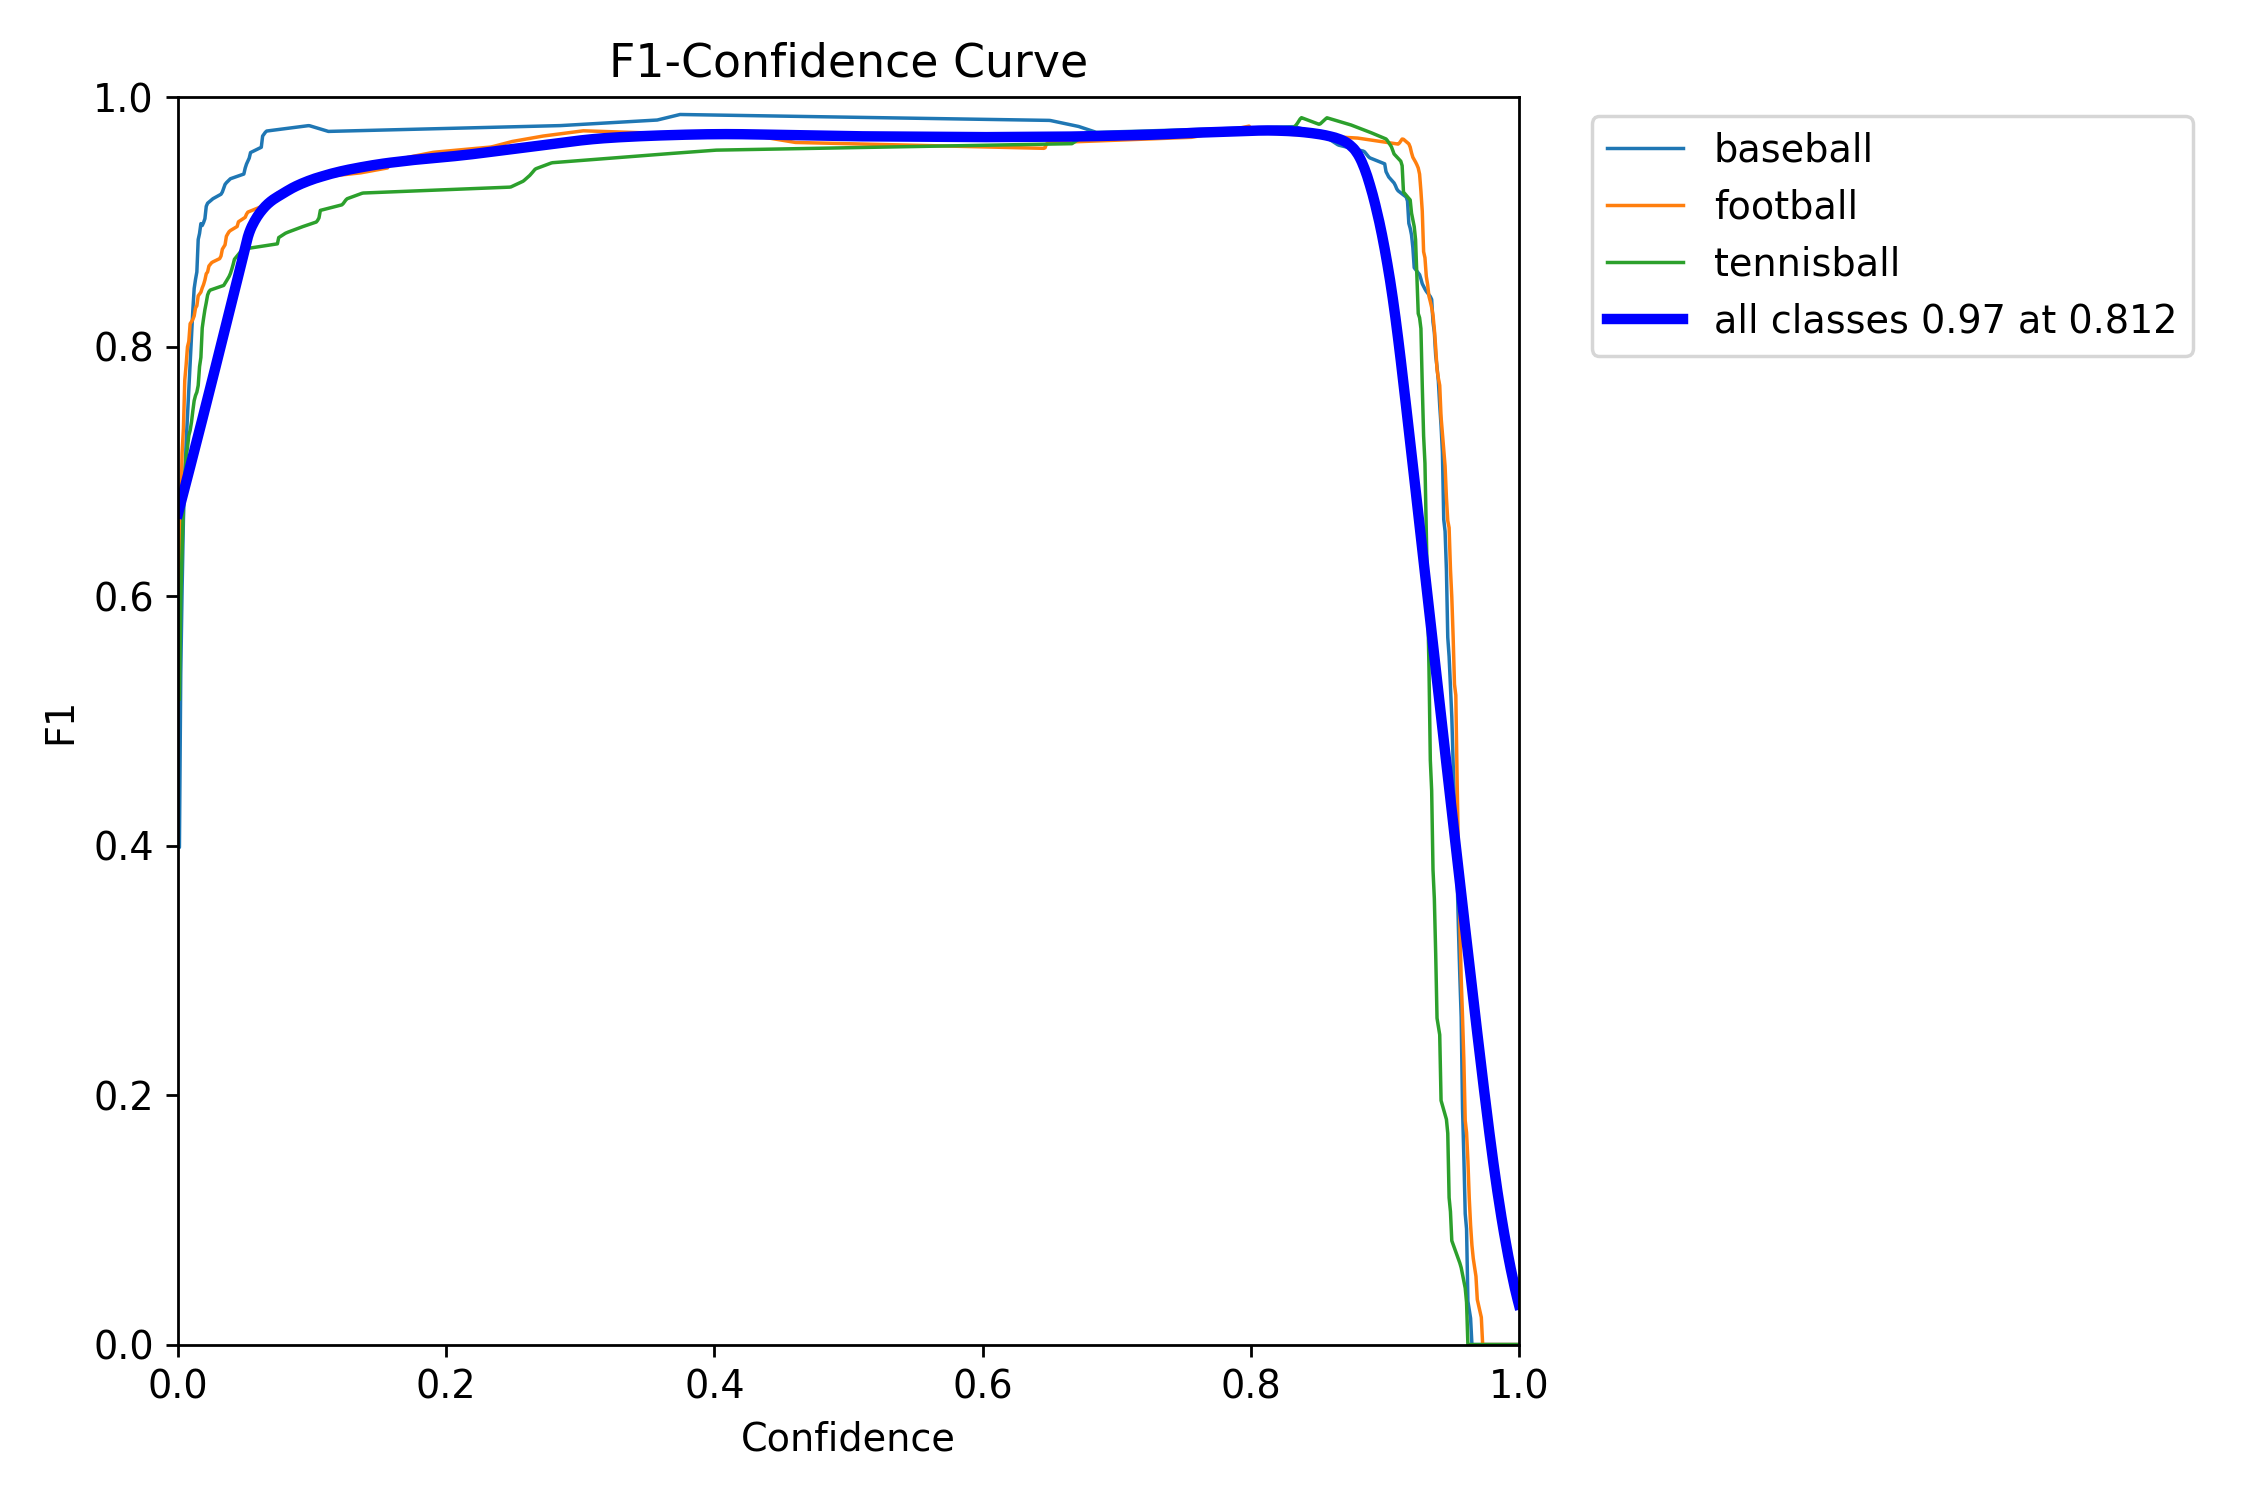 F1-Confidence Curve
1.0
0.8
0.6
0.4
0.2
0.0
F1
0.0 0.2 0.4 0.6 0.8 1.0
Confidence
baseball
football
tennisball
all classes 0.97 at 0.812